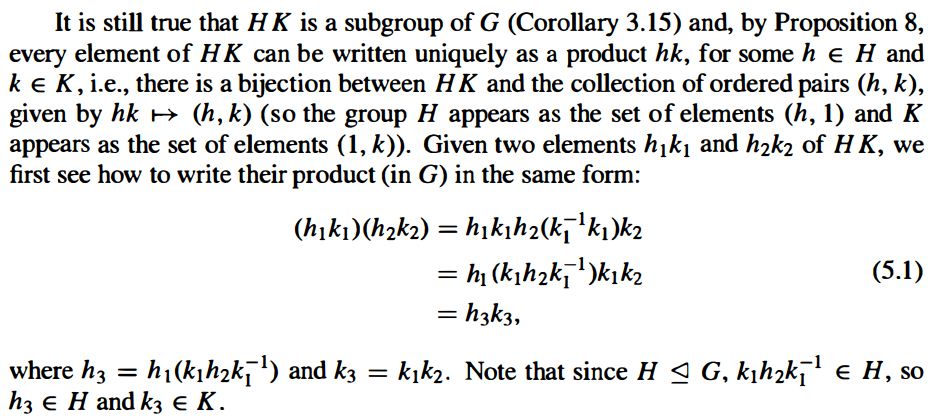 It is still true that HK is a subgroup of G (Corollary 3.15) and, by Proposition 8,
every element of HK can be written uniquely as a product hk, for some h ∈ H and
k ∈ K, i.e., there is a bijection between HK and the collection of ordered pairs (h, k),
given by hk ↦ (h, k) (so the group H appears as the set of elements (h, 1) and K
appears as the set of elements (1, k)). Given two elements h₁k₁ and h₂k₂ of HK, we
first see how to write their product (in G) in the same form:
(h₁k₁)(h₂k₂) = h₁k₁h₂(k₁⁻¹k₁)k₂
= h₁(k₁h₂k₁⁻¹)k₁k₂ (5.1)
= h₃k₃,
where h₃ = h₁(k₁h₂k₁⁻¹) and k₃ = k₁k₂. Note that since H ⊴ G, k₁h₂k₁⁻¹ ∈ H, so
h₃ ∈ H and k₃ ∈ K.